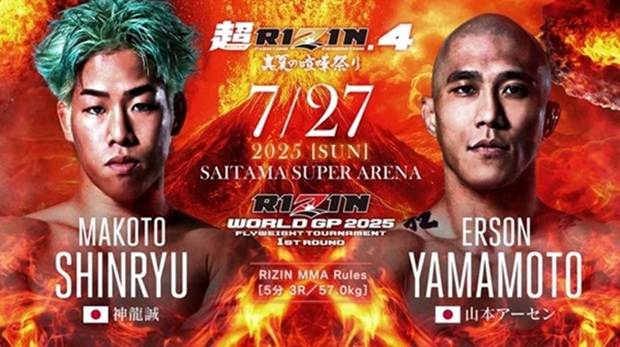 超RIZIN.4
FIGHTING FEDERATION
真夏の喧嘩祭り
7/27
2025 [SUN]
SAITAMA SUPER ARENA
RIZIN
WORLD GP 2025
FLYWEIGHT TOURNAMENT
1ST ROUND
RIZIN MMA Rules
[5分 3R/57.0kg]
MAKOTO
SHINRYU
神龍誠
ERSON
YAMAMOTO
山本アーセン